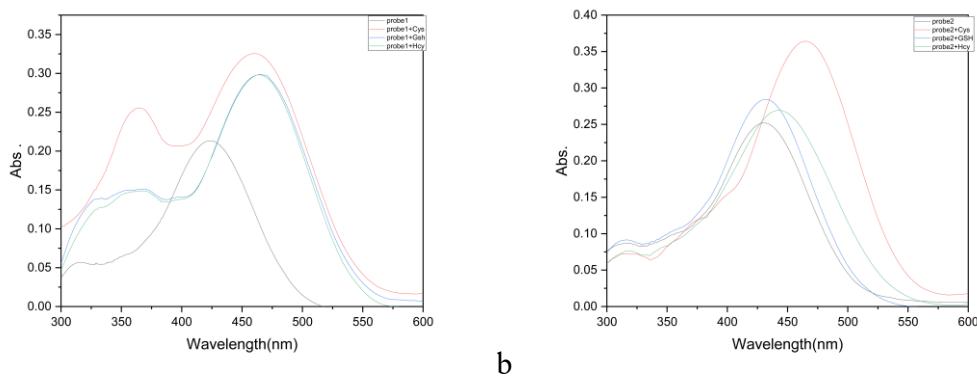 probe1
probe1+Cys
probe1+Gsh
probe1+Hcy
0.35
0.30
0.25
0.20
0.15
0.10
0.05
0.00
Abs .
300
350
400
450
500
550
600
Wavelength(nm)
b
probe2
probe2+Cys
probe2+GSH
probe2+Hcy
0.40
0.35
0.30
0.25
0.20
0.15
0.10
0.05
0.00
Abs.
300
350
400
450
500
550
600
Wavelength(nm)